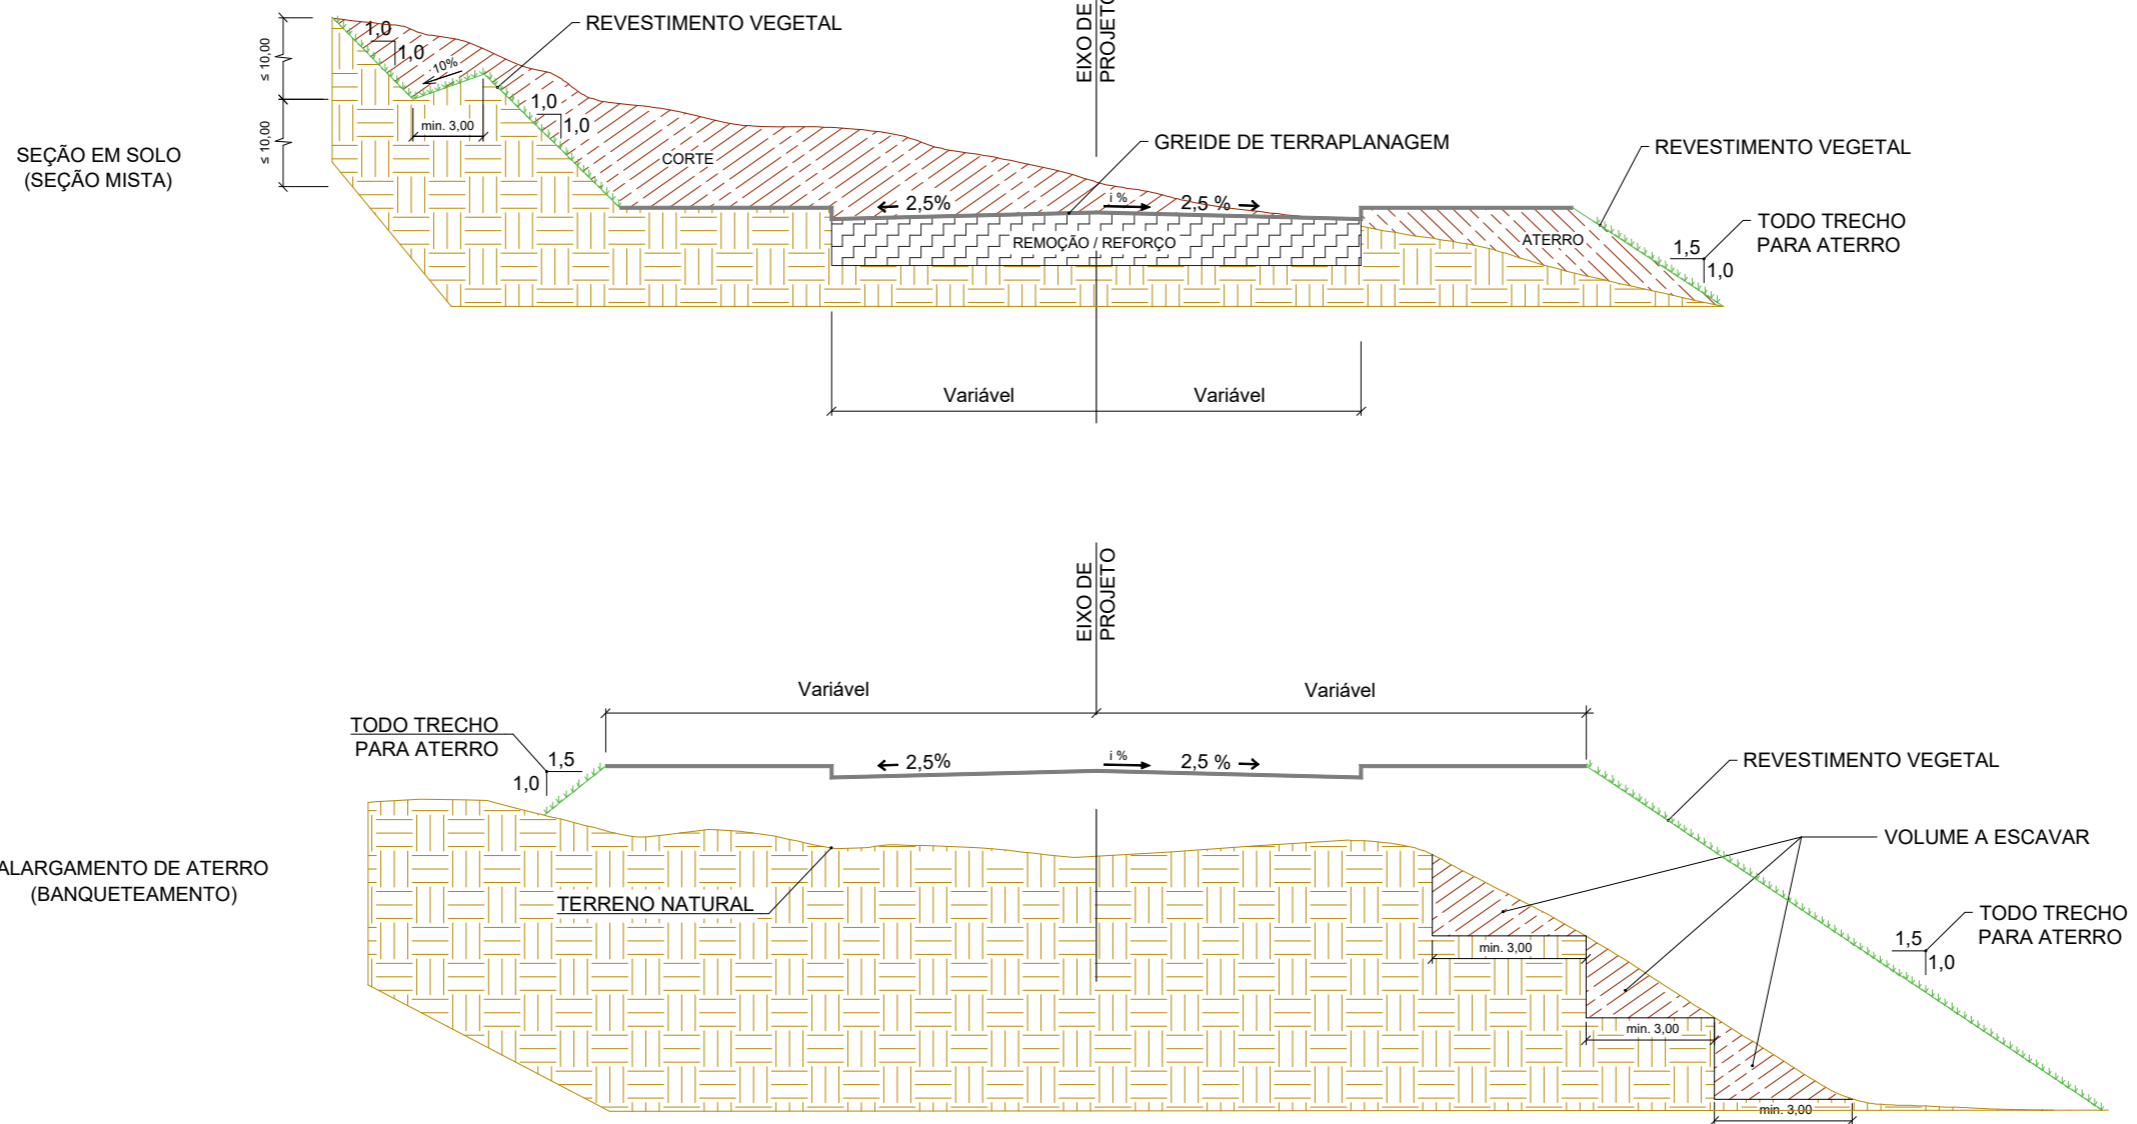 EIXO DE
PROJETO
REVESTIMENTO VEGETAL
1,0
1,0
≤ 10,00
10%
1,0
1,0
min. 3,00
≤ 10,00
SEÇÃO EM SOLO
(SEÇÃO MISTA)
CORTE
GREIDE DE TERRAPLANAGEM
REVESTIMENTO VEGETAL
2,5%
i %
2,5 %
TODO TRECHO
PARA ATERRO
REMOÇÃO / REFORÇO
ATERRO
1,5
1,0
Variável
Variável
EIXO DE
PROJETO
Variável
Variável
TODO TRECHO
PARA ATERRO
1,5
1,0
2,5%
i %
2,5 %
REVESTIMENTO VEGETAL
VOLUME A ESCAVAR
ALARGAMENTO DE ATERRO
(BANQUETEAMENTO)
TERRENO NATURAL
TODO TRECHO
PARA ATERRO
1,5
1,0
min. 3,00
min. 3,00
min. 3,00